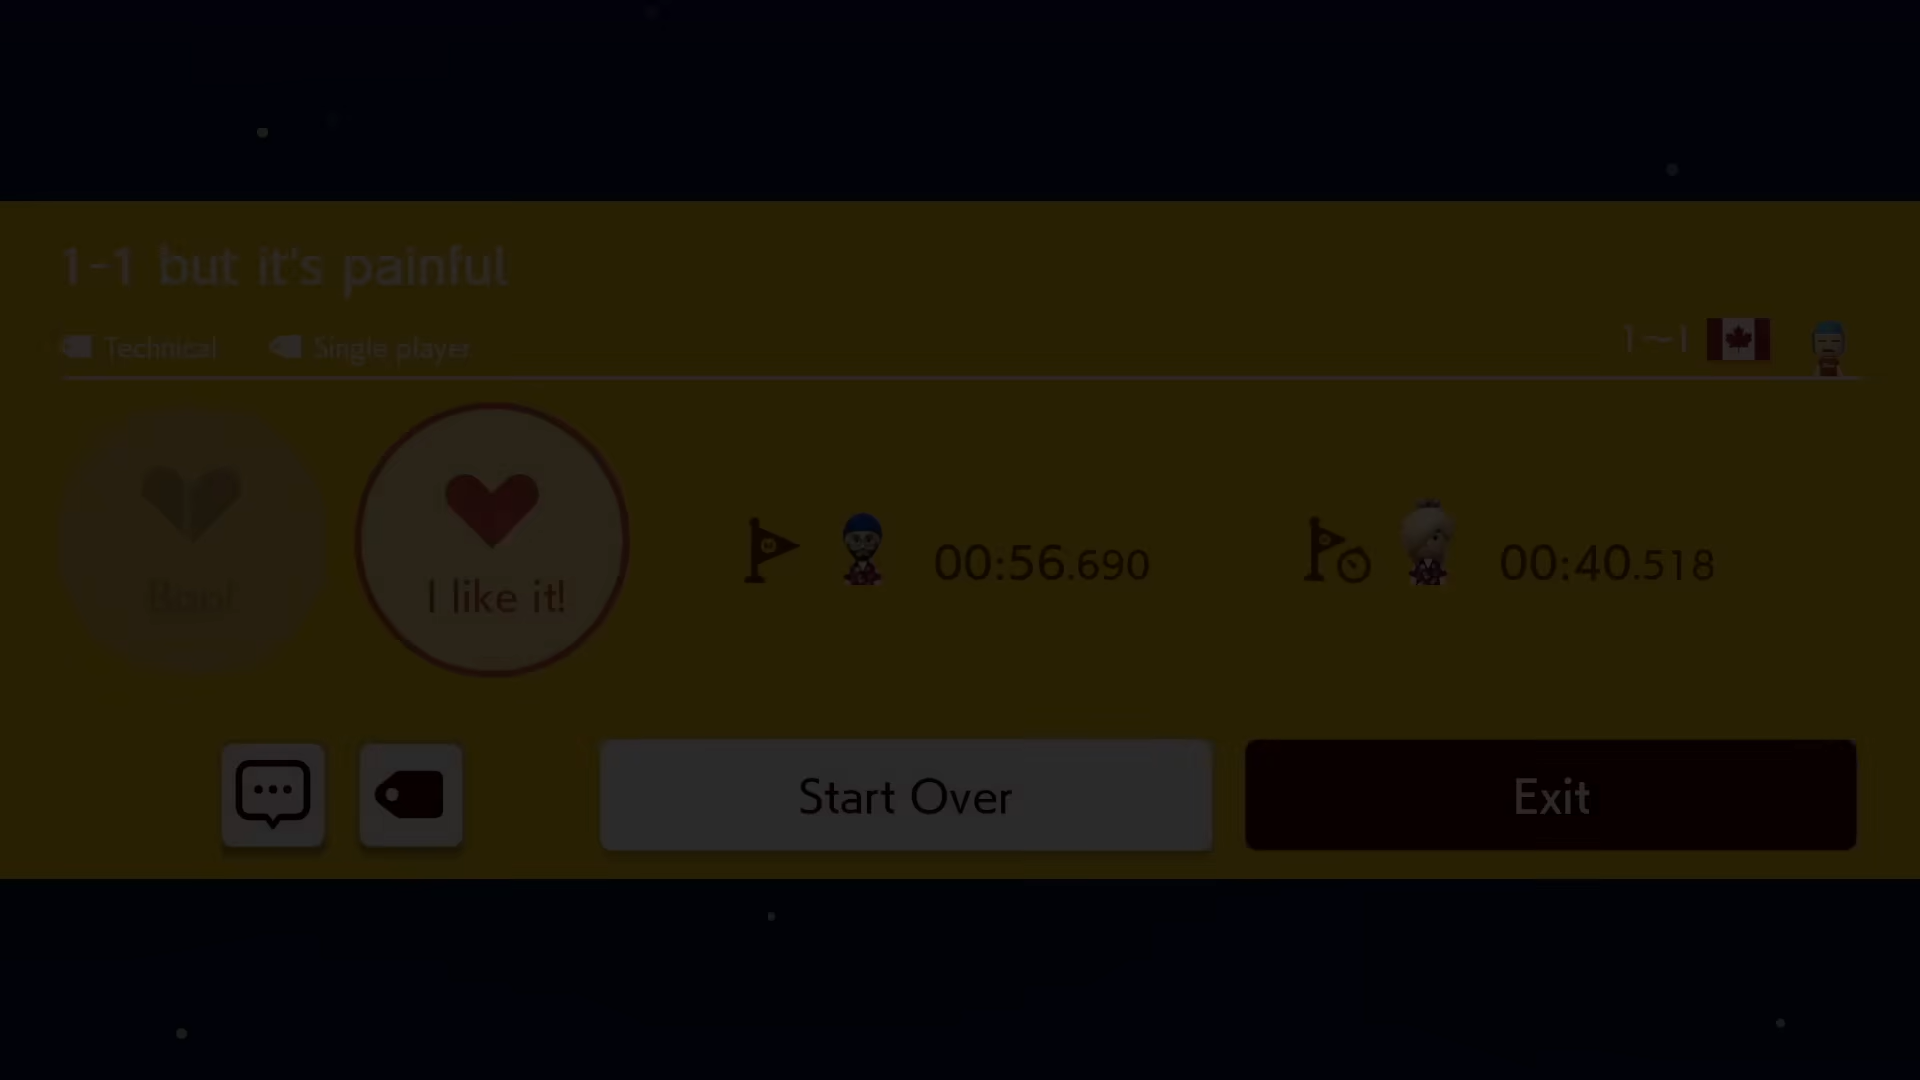 1-1 but it's painful
Technical Single player
1~1
Boo!
I like it!
00:56.690
00:40.518
Start Over
Exit